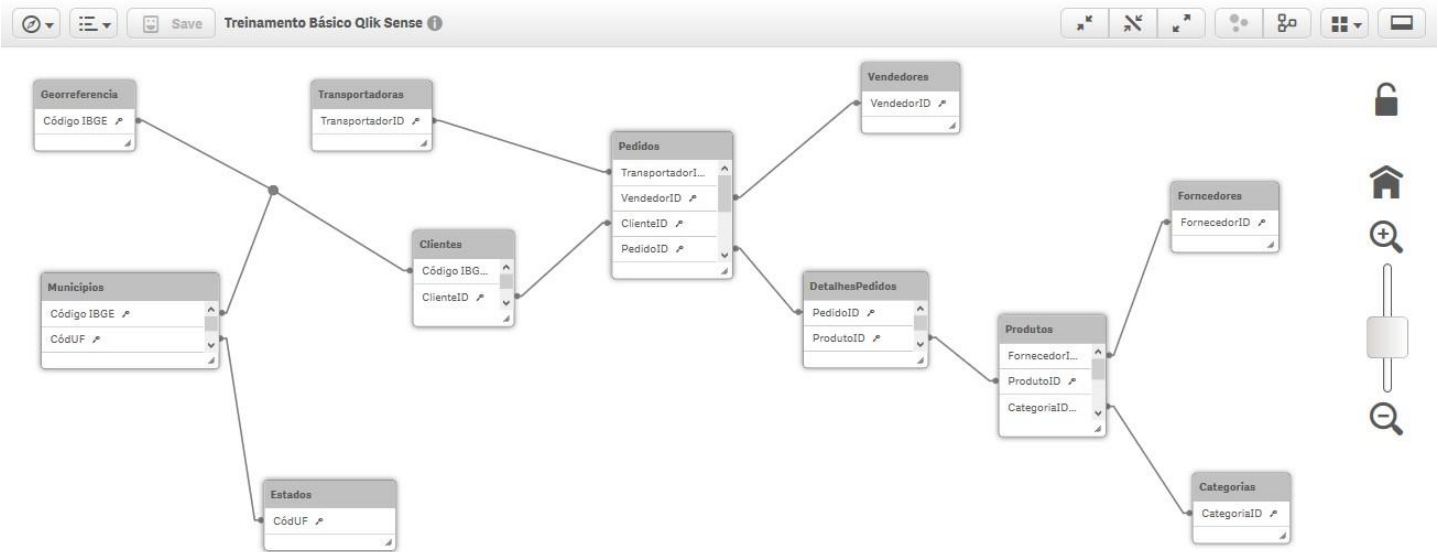 Save
Treinamento Básico Qlik Sense
Georreferencia
Código IBGE
Transportadoras
TransportadorID
Vendedores
VendedorID
Pedidos
TransportadorI...
VendedorID
ClienteID
PedidoID
Forncedores
FornecedorID
Clientes
Código IBG...
ClienteID
Municipios
Código IBGE
CódUF
DetalhesPedidos
PedidoID
ProdutoID
Produtos
FornecedorI...
ProdutoID
CategoriaID...
Estados
CódUF
Categorias
CategoriaID